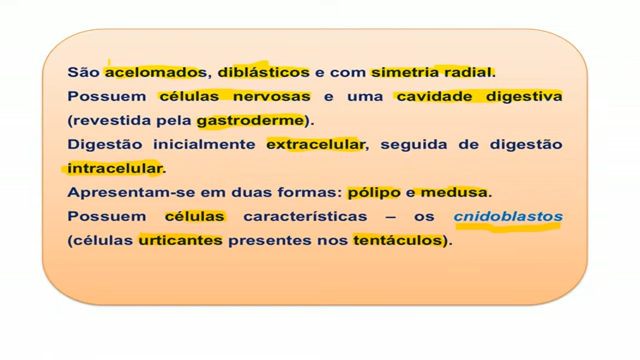 São acelomados, diblásticos e com simetria radial.
Possuem células nervosas e uma cavidade digestiva
(revestida pela gastroderme).
Digestão inicialmente extracelular, seguida de digestão
intracelular.
Apresentam-se em duas formas: pólipo e medusa.
Possuem células características – os cnidoblastos
(células urticantes presentes nos tentáculos).